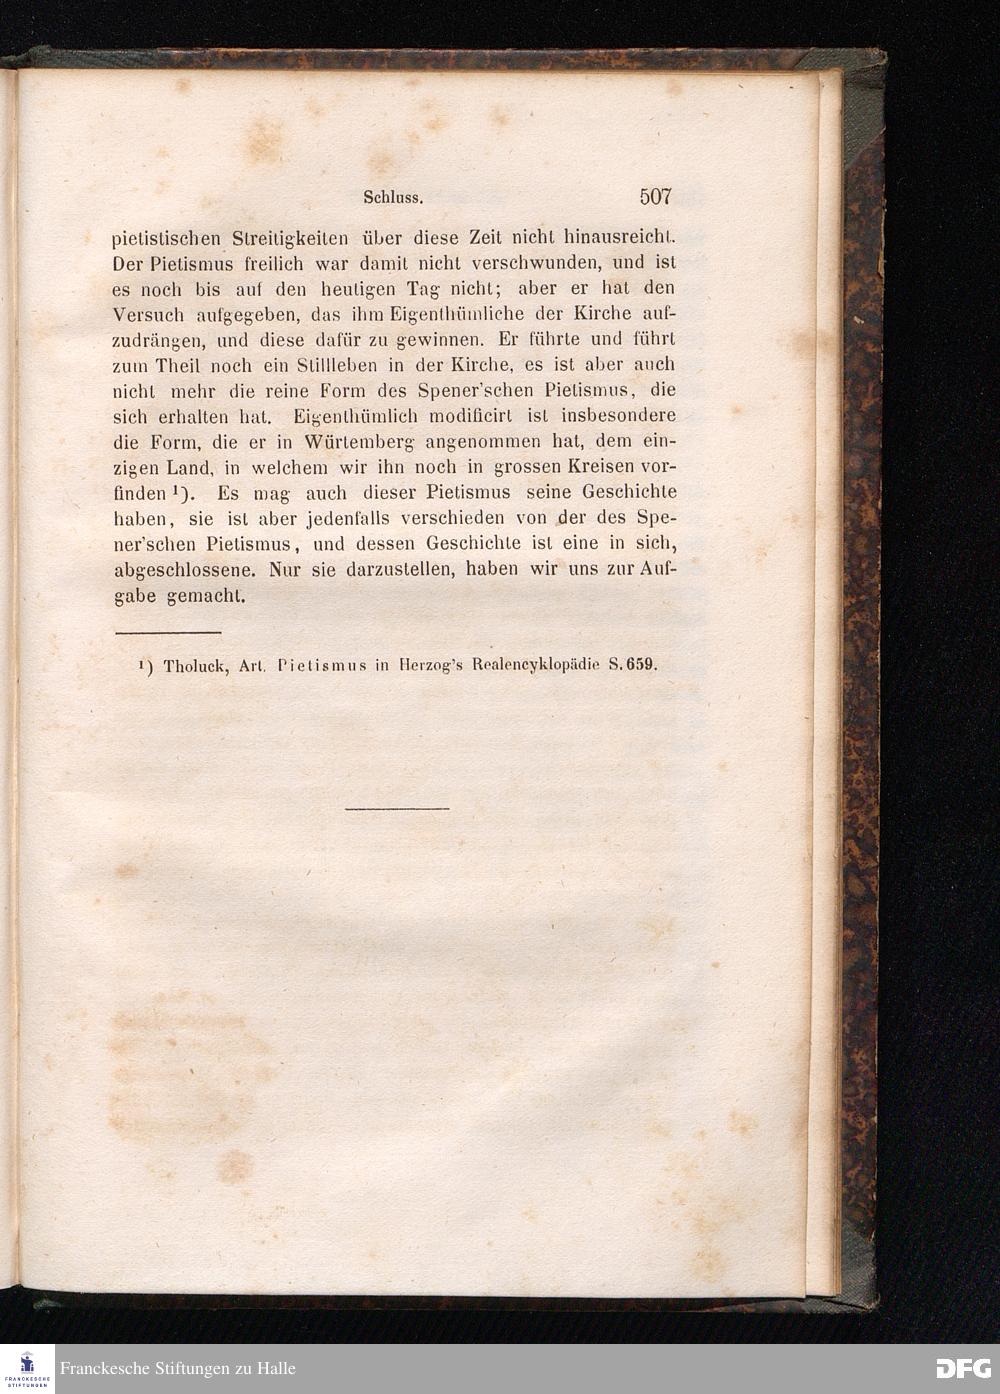 Schluss. 507
pietistischen Streitigkeiten über diese Zeit nicht hinausreicht.
Der Pietismus freilich war damit nicht verschwunden, und ist
es noch bis auf den heutigen Tag nicht; aber er hat den
Versuch aufgegeben, das ihm Eigenthümliche der Kirche auf-
zudrängen, und diese dafür zu gewinnen. Er führte und führt
zum Theil noch ein Stillleben in der Kirche, es ist aber auch
nicht mehr die reine Form des Spener'schen Pietismus, die
sich erhalten hat. Eigenthümlich modificirt ist insbesondere
die Form, die er in Würtemberg angenommen hat, dem ein-
zigen Land, in welchem wir ihn noch in grossen Kreisen vor-
finden ¹). Es mag auch dieser Pietismus seine Geschichte
haben, sie ist aber jedenfalls verschieden von der des Spe-
ner'schen Pietismus, und dessen Geschichte ist eine in sich,
abgeschlossene. Nur sie darzustellen, haben wir uns zur Auf-
gabe gemacht.
¹) Tholuck, Art. Pietismus in Herzog's Realencyklopädie S. 659.
FRANCKESCHE
STIFTUNGEN
Franckesche Stiftungen zu Halle
DFG